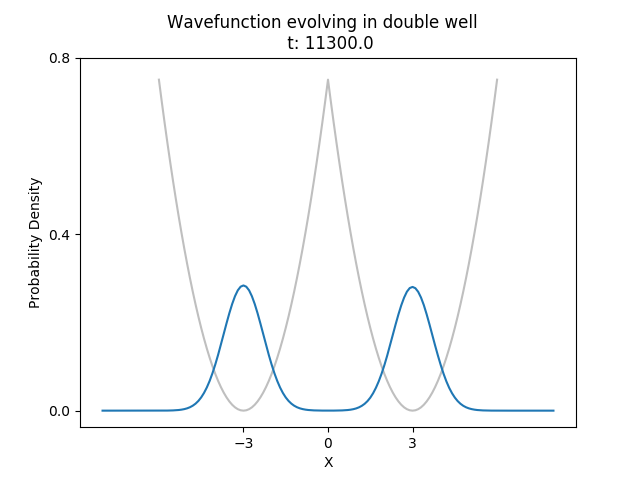 Wavefunction evolving in double well
t: 11300.0
0.8
0.4
0.0
Probability Density
−3 0 3
X